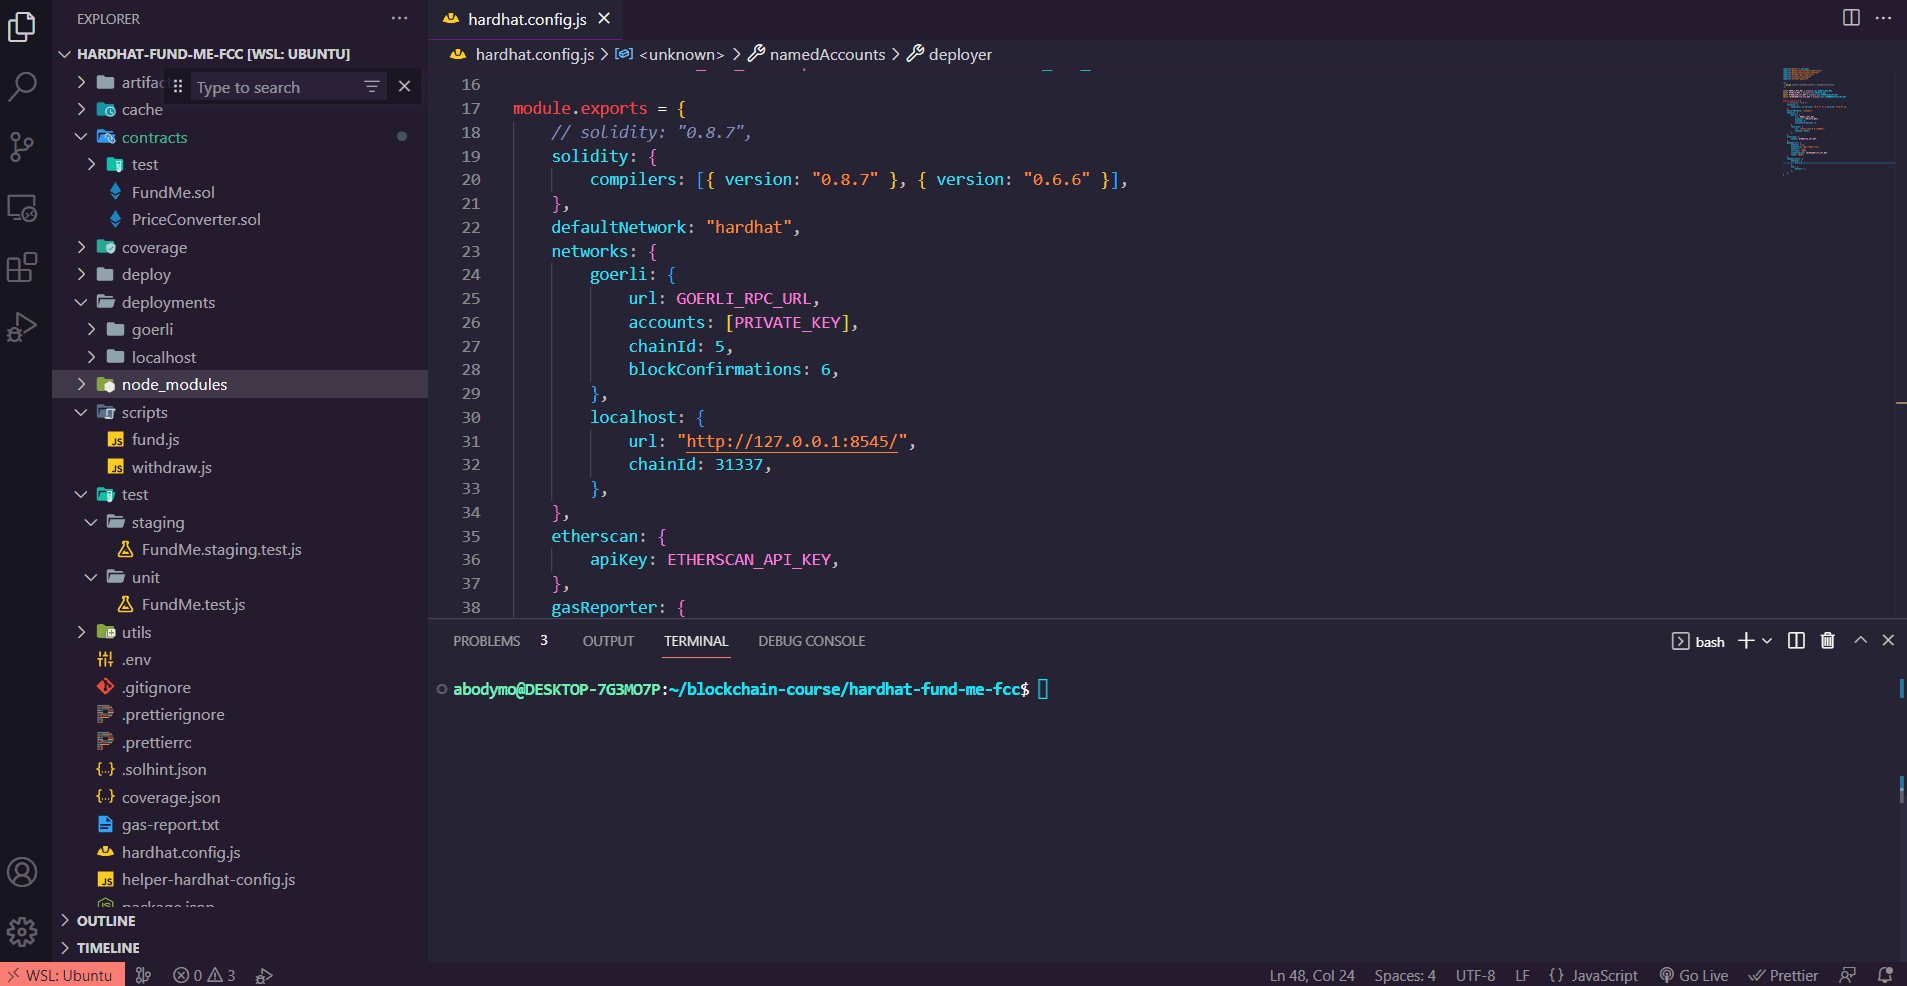 EXPLORER
HARDHAT-FUND-ME-FCC [WSL: UBUNTU]
Type to search
cache
contracts
test
FundMe.sol
PriceConverter.sol
coverage
deploy
deployments
goerli
localhost
node_modules
scripts
fund.js
withdraw.js
test
staging
FundMe.staging.test.js
unit
FundMe.test.js
utils
.env
.gitignore
.prettierignore
.prettierrc
.solhint.json
coverage.json
gas-report.txt
hardhat.config.js
helper-hardhat-config.js
OUTLINE
TIMELINE
hardhat.config.js
hardhat.config.js > <unknown> > namedAccounts > deployer
16
17 module.exports = {
18 // solidity: "0.8.7",
19 solidity: {
20 compilers: [{ version: "0.8.7" }, { version: "0.6.6" }],
21 },
22 defaultNetwork: "hardhat",
23 networks: {
24 goerli: {
25 url: GOERLI_RPC_URL,
26 accounts: [PRIVATE_KEY],
27 chainId: 5,
28 blockConfirmations: 6,
29 },
30 localhost: {
31 url: "http://127.0.0.1:8545/",
32 chainId: 31337,
33 },
34 },
35 etherscan: {
36 apiKey: ETHERSCAN_API_KEY,
37 },
38 gasReporter: {
PROBLEMS 3 OUTPUT TERMINAL DEBUG CONSOLE bash
abodymo@DESKTOP-7G3MO7P:~/blockchain-course/hardhat-fund-me-fcc$
WSL: Ubuntu 0 3 Ln 48, Col 24 Spaces: 4 UTF-8 LF {} JavaScript Go Live Prettier